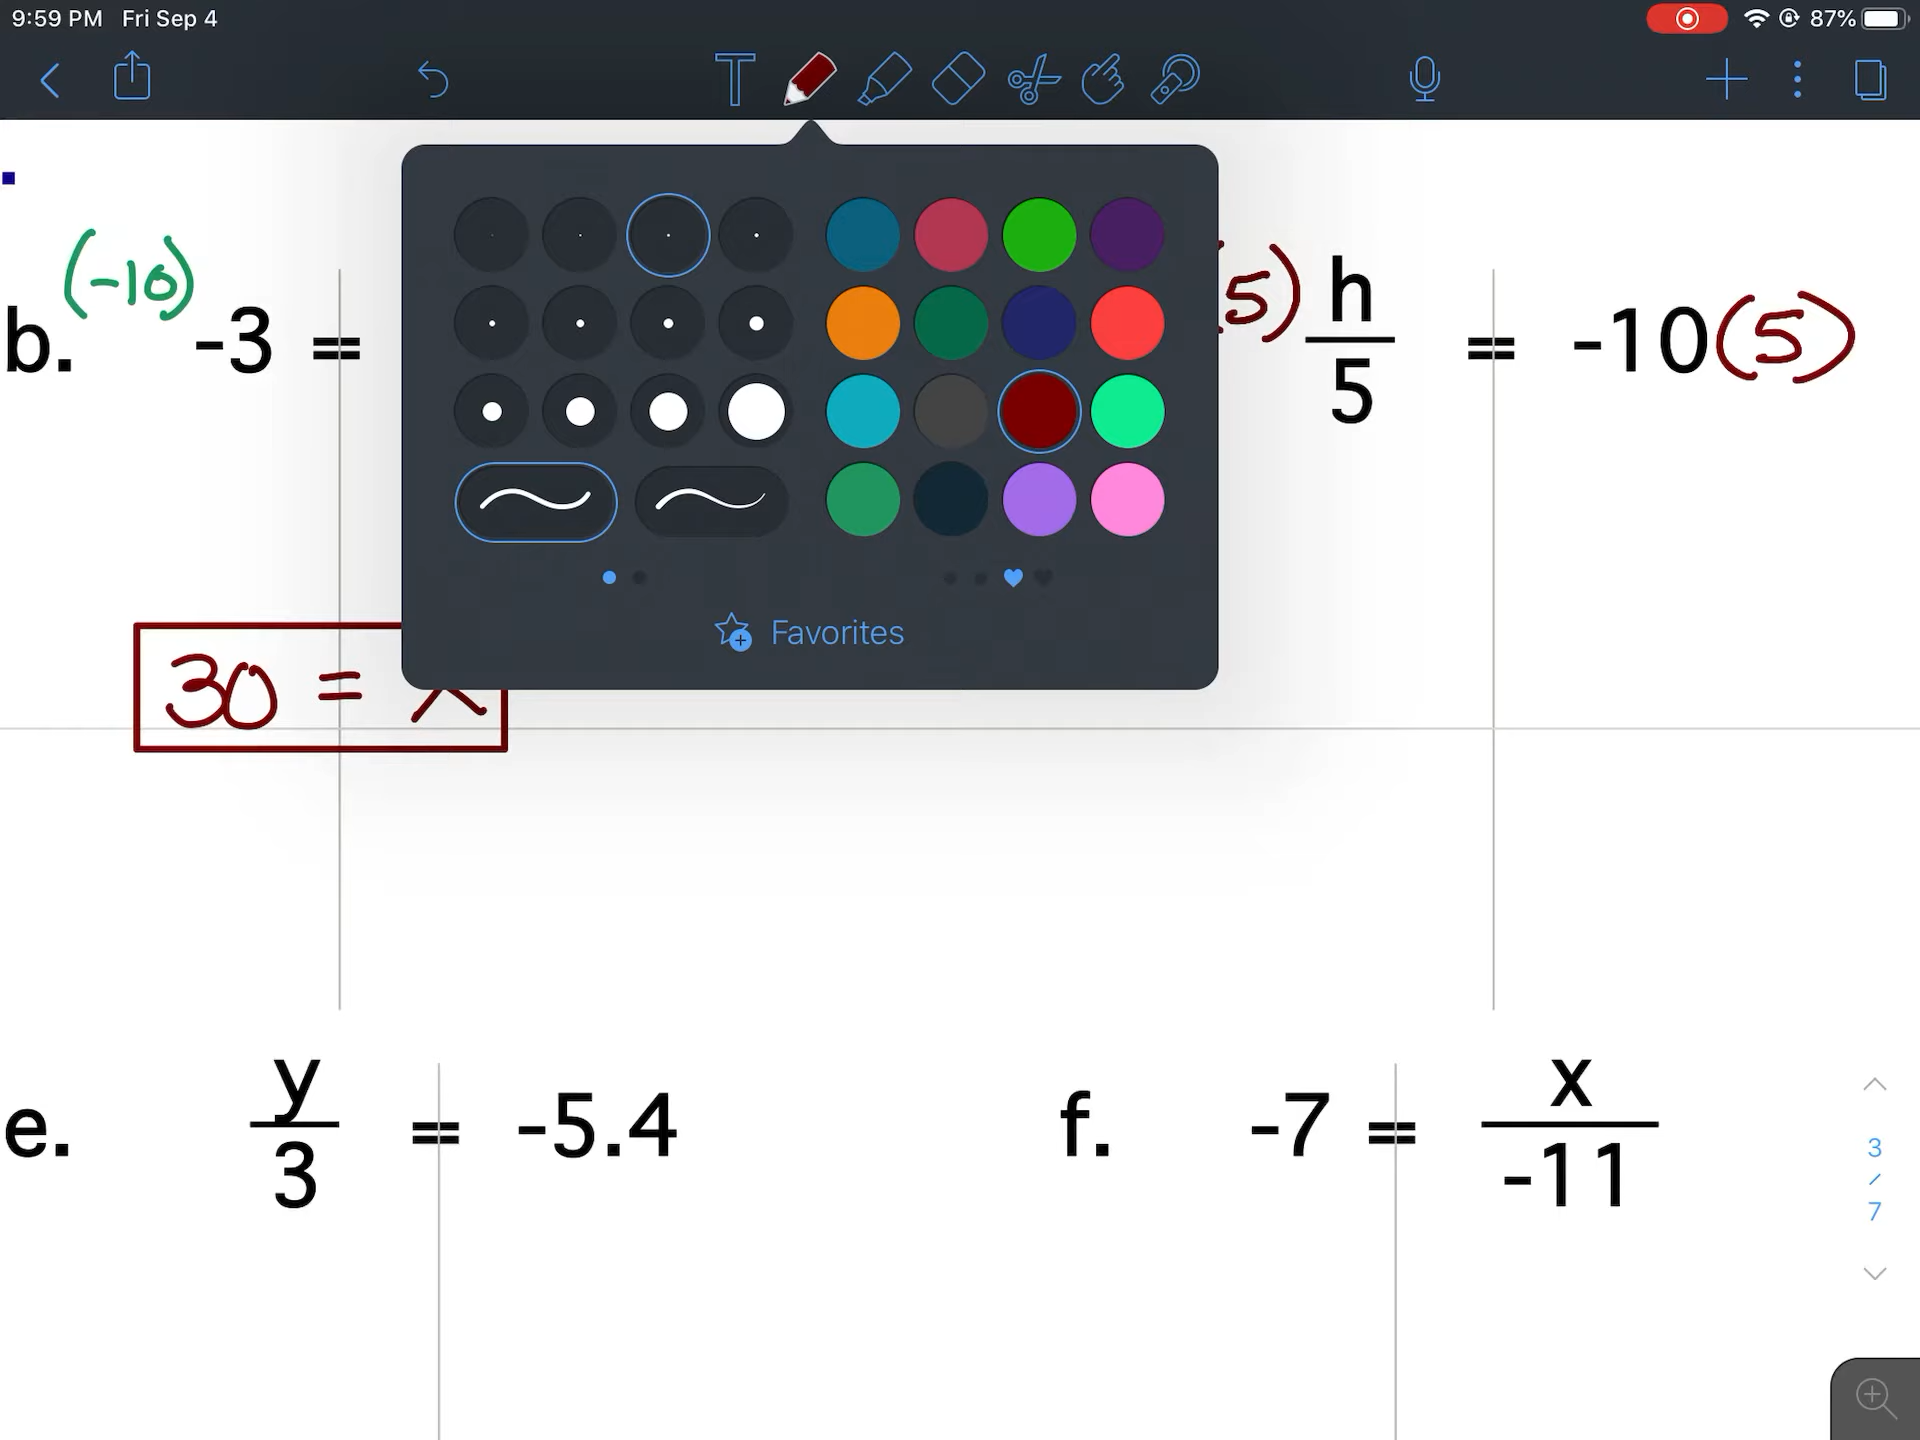 9:59 PM Fri Sep 4 87%
T
b. (-10) -3 =
(5) h/5 = -10(5)
Favorites
30 = x
e. y/3 = -5.4
f. -7 = x/-11
3/7